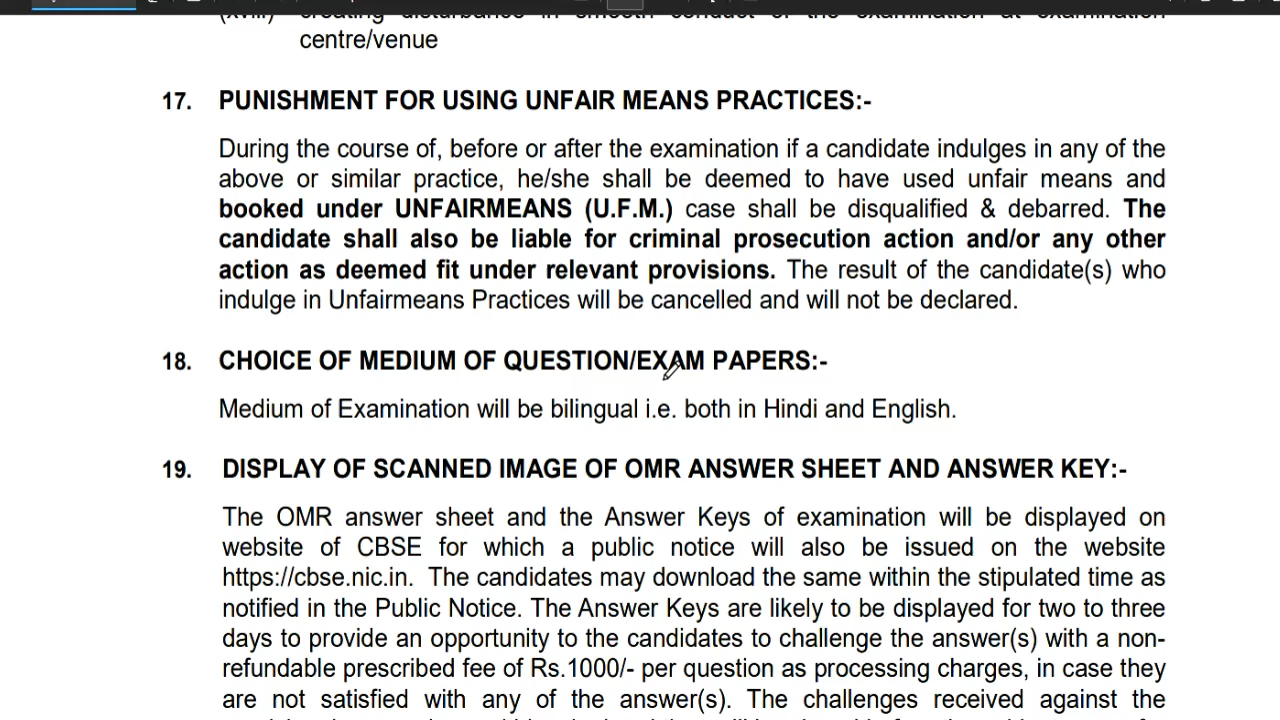 (xviii) creating disturbance in smooth conduct of the examination at examination
centre/venue
17. PUNISHMENT FOR USING UNFAIR MEANS PRACTICES:-
During the course of, before or after the examination if a candidate indulges in any of the
above or similar practice, he/she shall be deemed to have used unfair means and
booked under UNFAIRMEANS (U.F.M.) case shall be disqualified & debarred. The
candidate shall also be liable for criminal prosecution action and/or any other
action as deemed fit under relevant provisions. The result of the candidate(s) who
indulge in Unfairmeans Practices will be cancelled and will not be declared.
18. CHOICE OF MEDIUM OF QUESTION/EXAM PAPERS:-
Medium of Examination will be bilingual i.e. both in Hindi and English.
19. DISPLAY OF SCANNED IMAGE OF OMR ANSWER SHEET AND ANSWER KEY:-
The OMR answer sheet and the Answer Keys of examination will be displayed on
website of CBSE for which a public notice will also be issued on the website
https://cbse.nic.in. The candidates may download the same within the stipulated time as
notified in the Public Notice. The Answer Keys are likely to be displayed for two to three
days to provide an opportunity to the candidates to challenge the answer(s) with a non-
refundable prescribed fee of Rs.1000/- per question as processing charges, in case they
are not satisfied with any of the answer(s). The challenges received against the